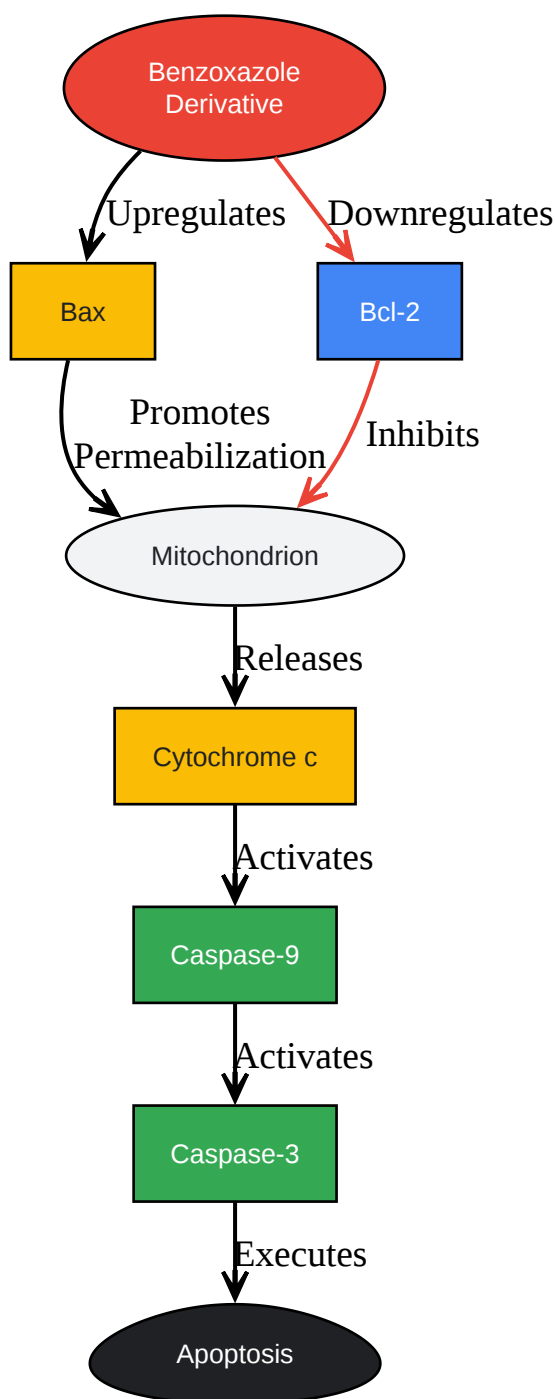 Benzoxazole
Derivative
Upregulates
Downregulates
Bax
Bcl-2
Promotes
Permeabilization
Inhibits
Mitochondrion
Releases
Cytochrome c
Activates
Caspase-9
Activates
Caspase-3
Executes
Apoptosis